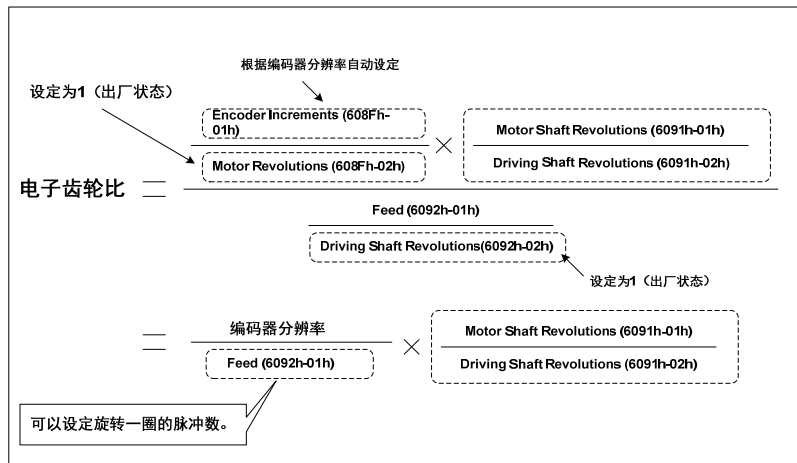 根据编码器分辨率自动设定
设定为1（出厂状态）
Encoder Increments (608Fh-
01h)
Motor Revolutions (608Fh-02h)
×
Motor Shaft Revolutions (6091h-01h)
Driving Shaft Revolutions (6091h-02h)
电子齿轮比 =
Feed (6092h-01h)
Driving Shaft Revolutions(6092h-02h)
设定为1（出厂状态）
=
编码器分辨率
Feed (6092h-01h)
×
Motor Shaft Revolutions (6091h-01h)
Driving Shaft Revolutions (6091h-02h)
可以设定旋转一圈的脉冲数。